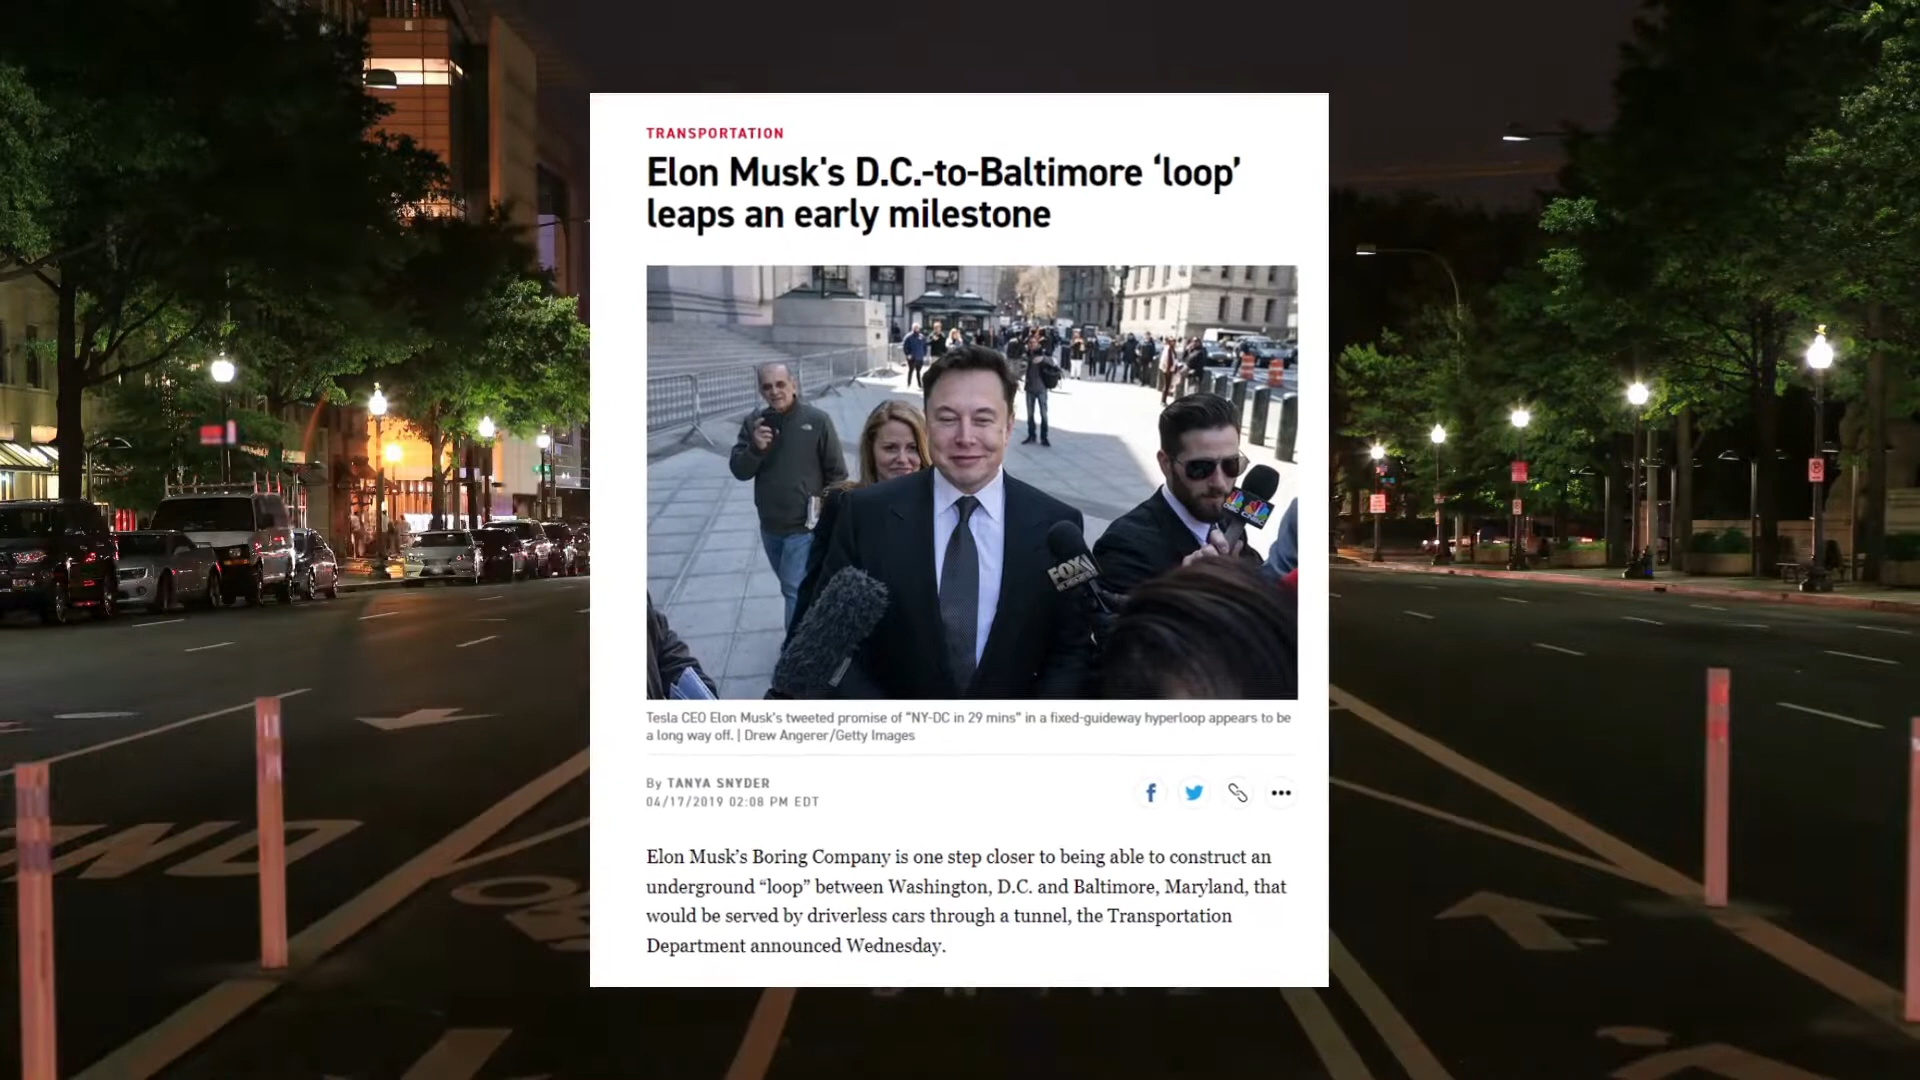 TRANSPORTATION
Elon Musk's D.C.-to-Baltimore ‘loop’
leaps an early milestone
FOX
CNBC
Tesla CEO Elon Musk's tweeted promise of "NY-DC in 29 mins" in a fixed-guideway hyperloop appears to be
a long way off. | Drew Angerer/Getty Images
By TANYA SNYDER
04/17/2019 02:08 PM EDT
Elon Musk’s Boring Company is one step closer to being able to construct an
underground “loop” between Washington, D.C. and Baltimore, Maryland, that
would be served by driverless cars through a tunnel, the Transportation
Department announced Wednesday.